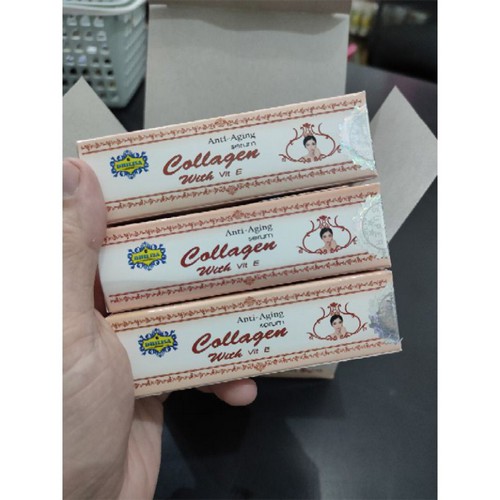 Anti-Aging
serum
Collagen
With Vit E
Anti-Aging
serum
Collagen
With Vit E
Anti-Aging
serum
Collagen
With Vit E